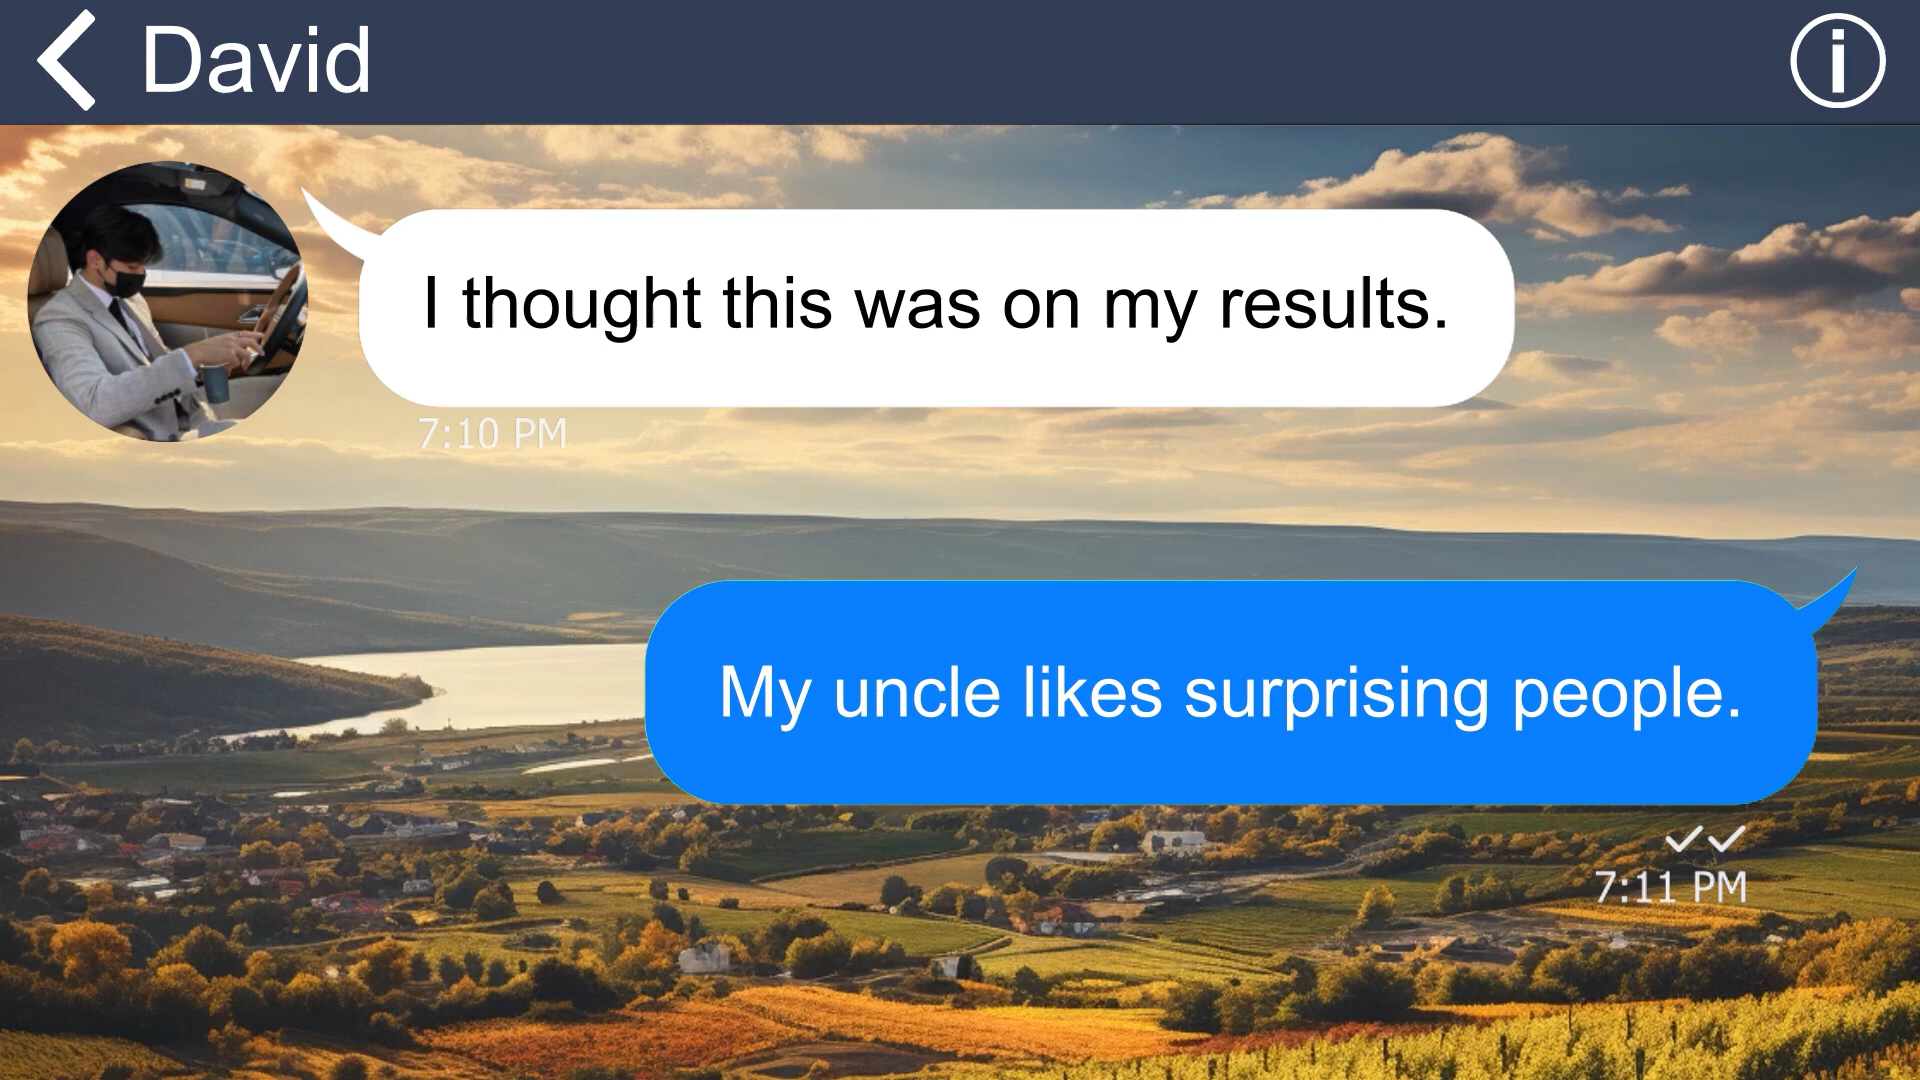 David
I thought this was on my results.
7:10 PM
My uncle likes surprising people.
7:11 PM